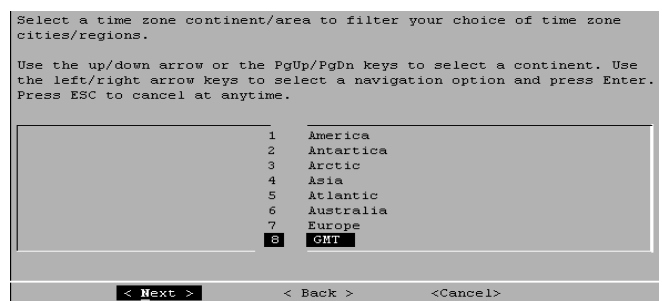 Select a time zone continent/area to filter your choice of time zone
cities/regions.
Use the up/down arrow or the PgUp/PgDn keys to select a continent. Use
the left/right arrow keys to select a navigation option and press Enter.
Press ESC to cancel at anytime.
1 America
2 Antartica
3 Arctic
4 Asia
5 Atlantic
6 Australia
7 Europe
8 GMT
< Next > < Back > <Cancel>